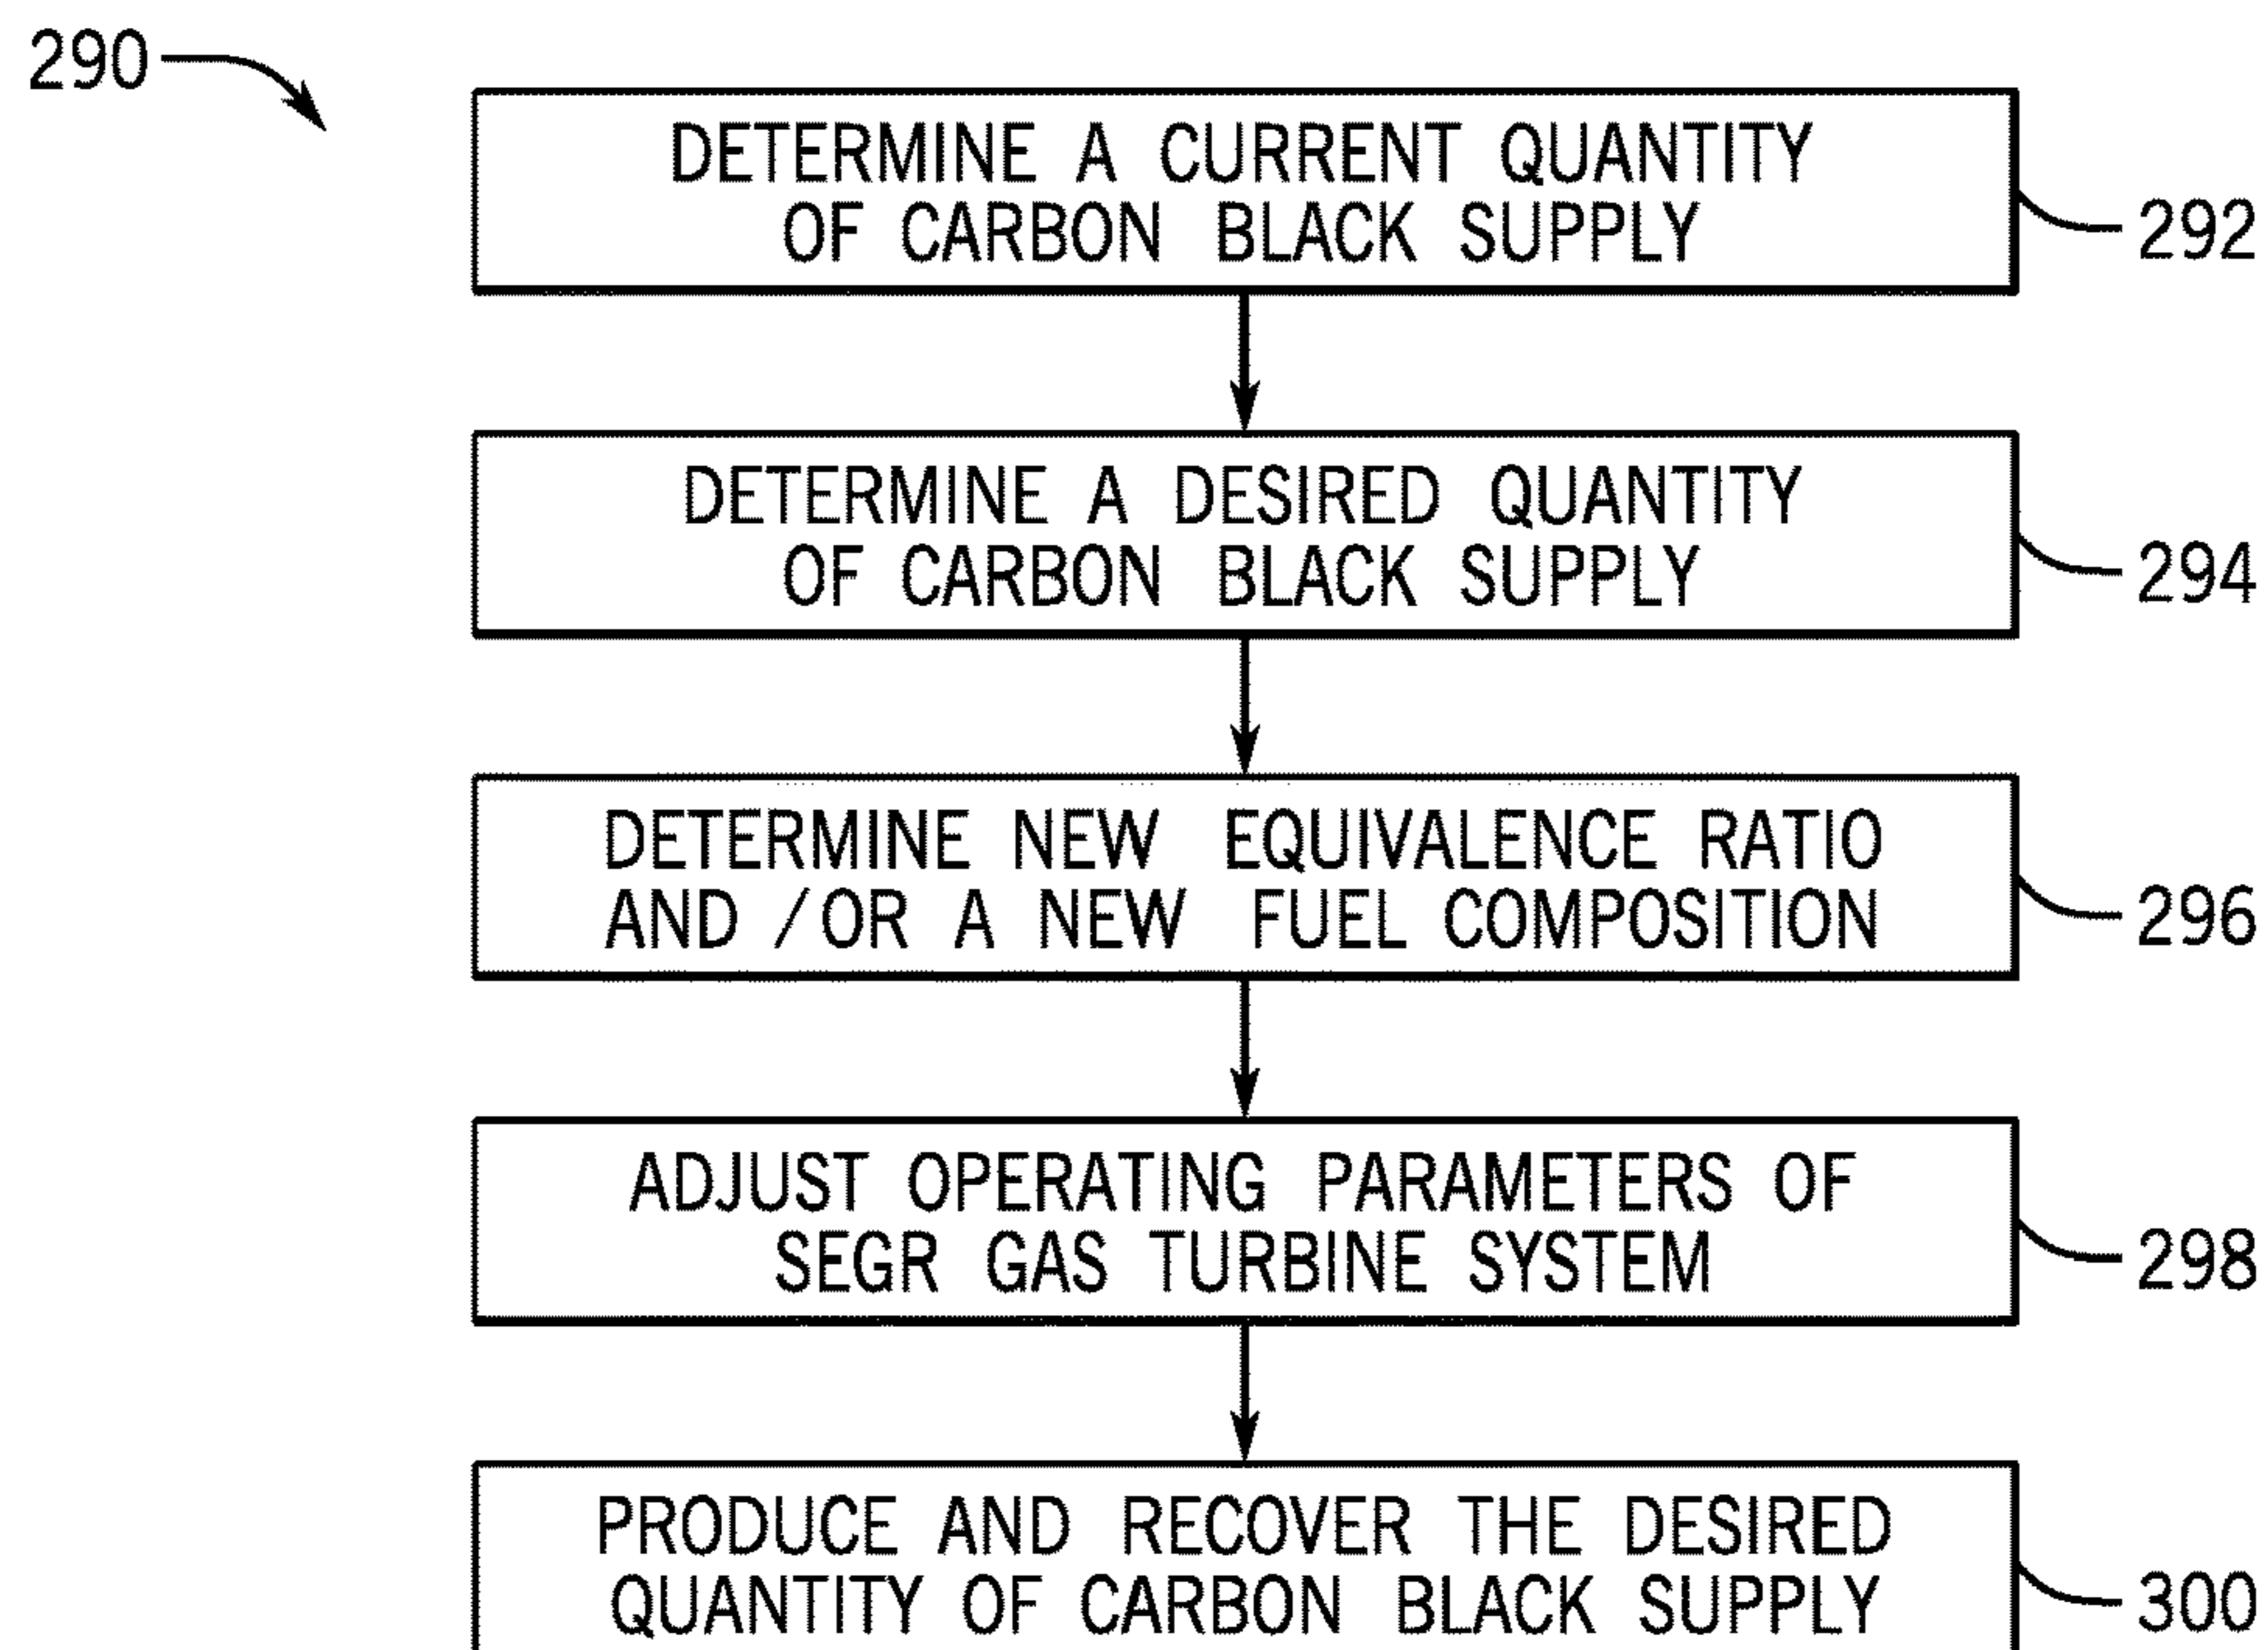 290
DETERMINE A CURRENT QUANTITY
OF CARBON BLACK SUPPLY
292
DETERMINE A DESIRED QUANTITY
OF CARBON BLACK SUPPLY
294
DETERMINE NEW EQUIVALENCE RATIO
AND /OR A NEW FUEL COMPOSITION
296
ADJUST OPERATING PARAMETERS OF
SEGR GAS TURBINE SYSTEM
298
PRODUCE AND RECOVER THE DESIRED
QUANTITY OF CARBON BLACK SUPPLY
300